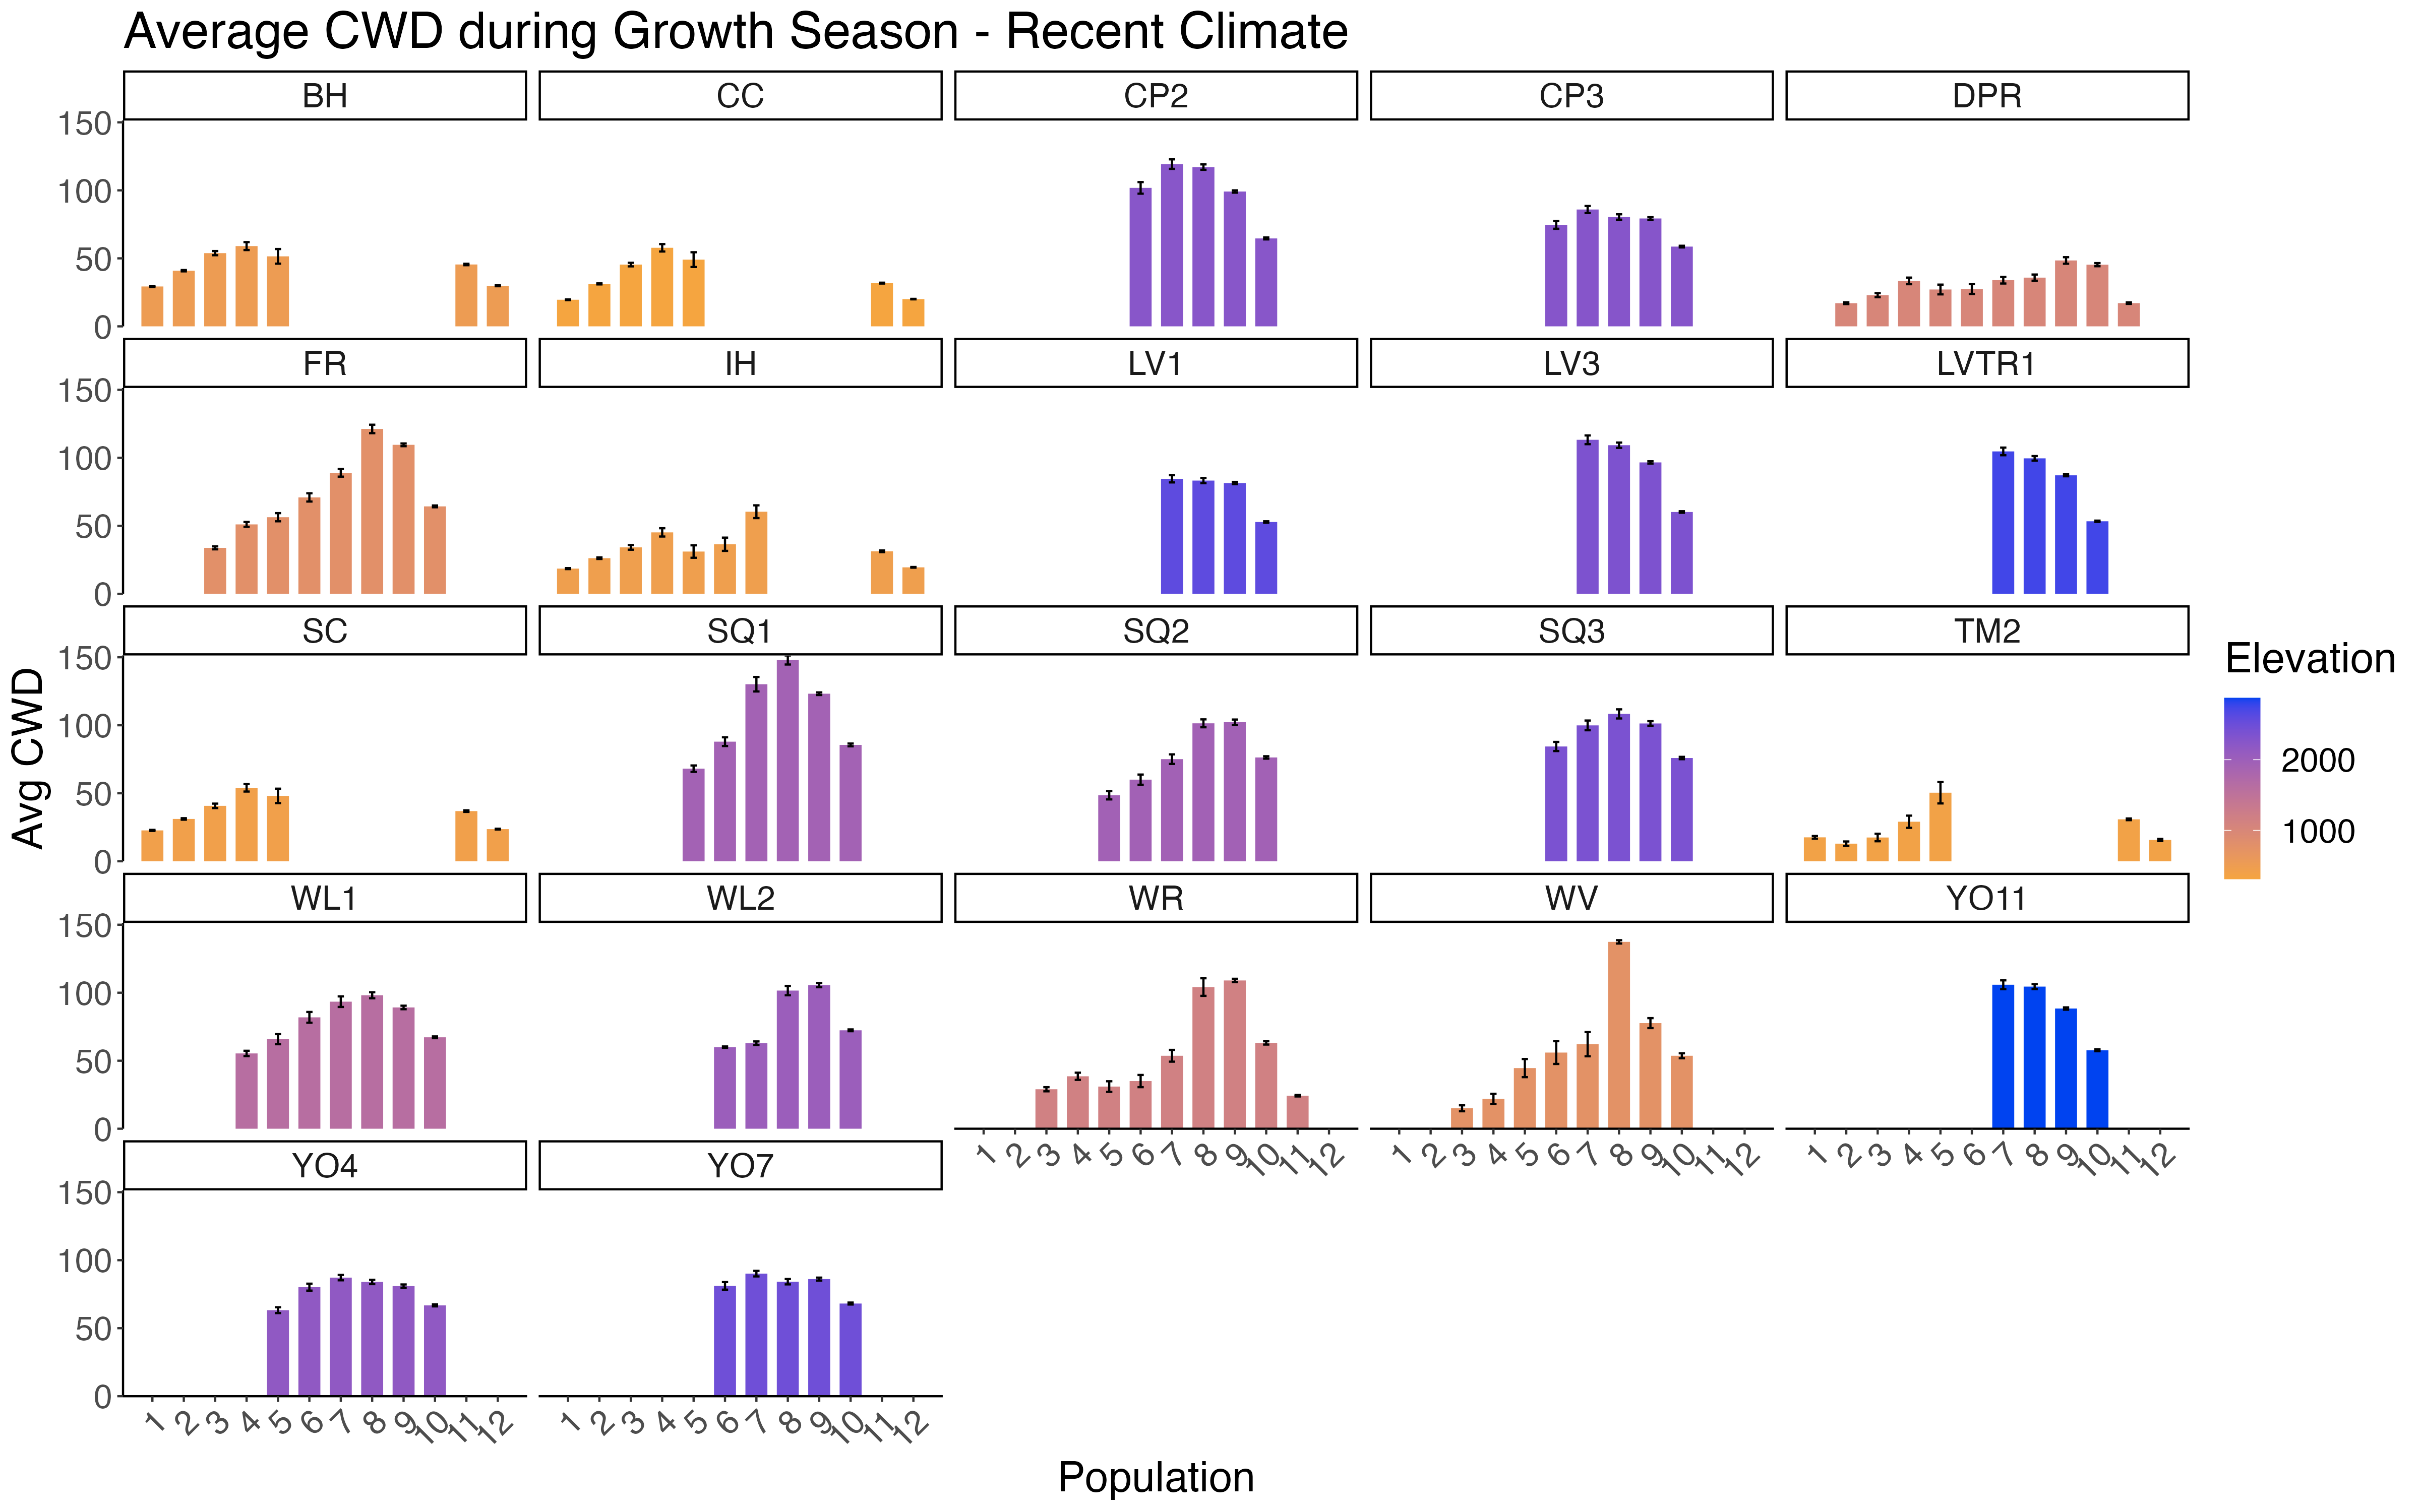 Average CWD during Growth Season - Recent Climate
BH CC CP2 CP3 DPR
150
100
50
0
FR IH LV1 LV3 LVTR1
150
100
50
0
SC SQ1 SQ2 SQ3 TM2
150
100
50
0
WL1 WL2 WR WV YO11
150
100
50
0
1 2 3 4 5 6 7 8 9 10 11 12 1 2 3 4 5 6 7 8 9 10 11 12 1 2 3 4 5 6 7 8 9 10 11 12
YO4 YO7
150
100
50
0
1 2 3 4 5 6 7 8 9 10 11 12 1 2 3 4 5 6 7 8 9 10 11 12
Population
Avg CWD
Elevation
2000
1000